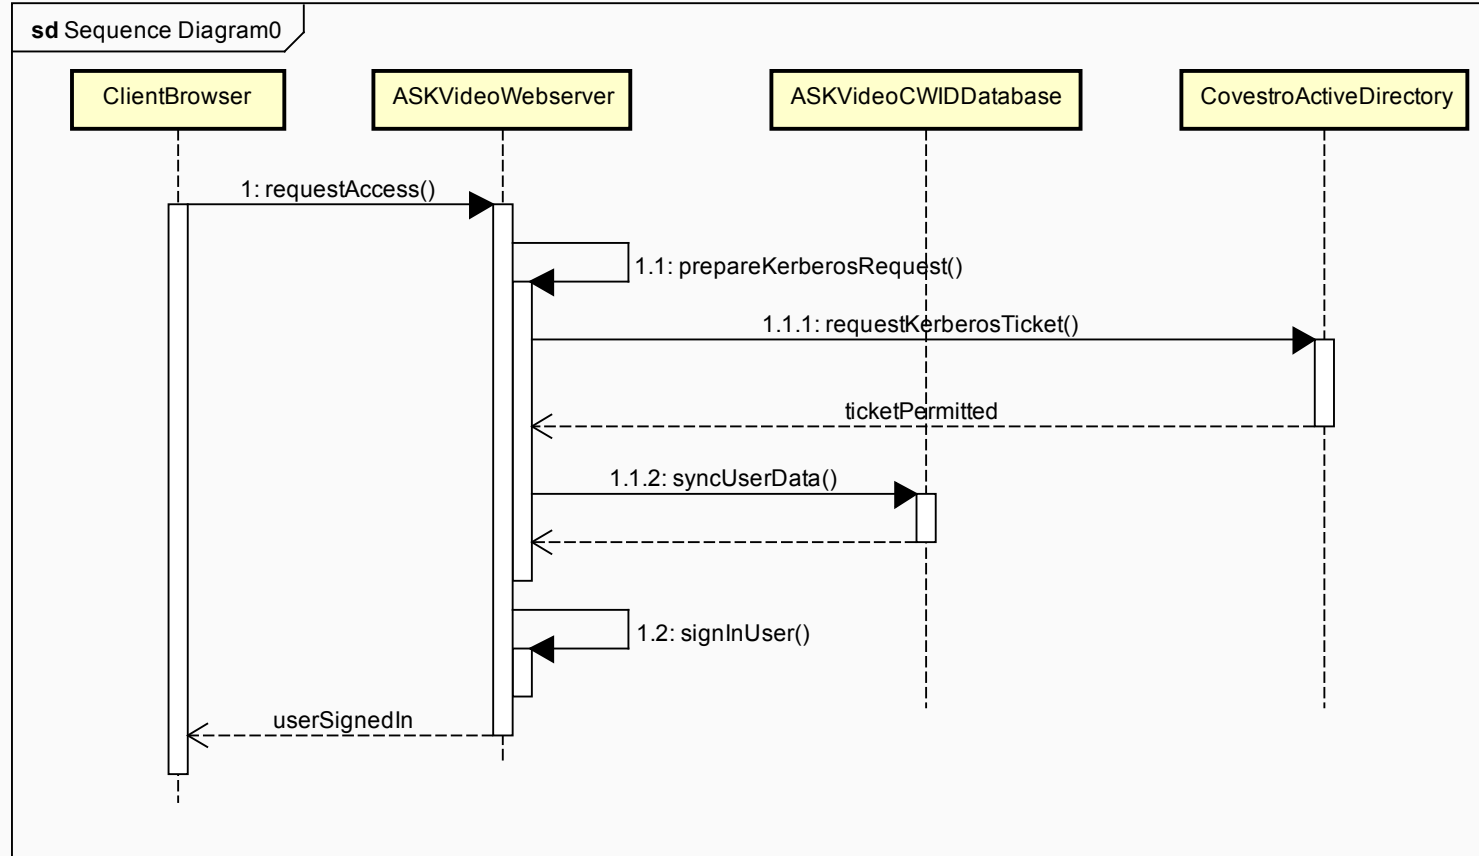 sd Sequence Diagram0
ClientBrowser
ASKVideoWebserver
ASKVideoCWIDDatabase
CovestroActiveDirectory
1: requestAccess()
1.1: prepareKerberosRequest()
1.1.1: requestKerberosTicket()
ticketPermitted
1.1.2: syncUserData()
1.2: signInUser()
userSignedIn